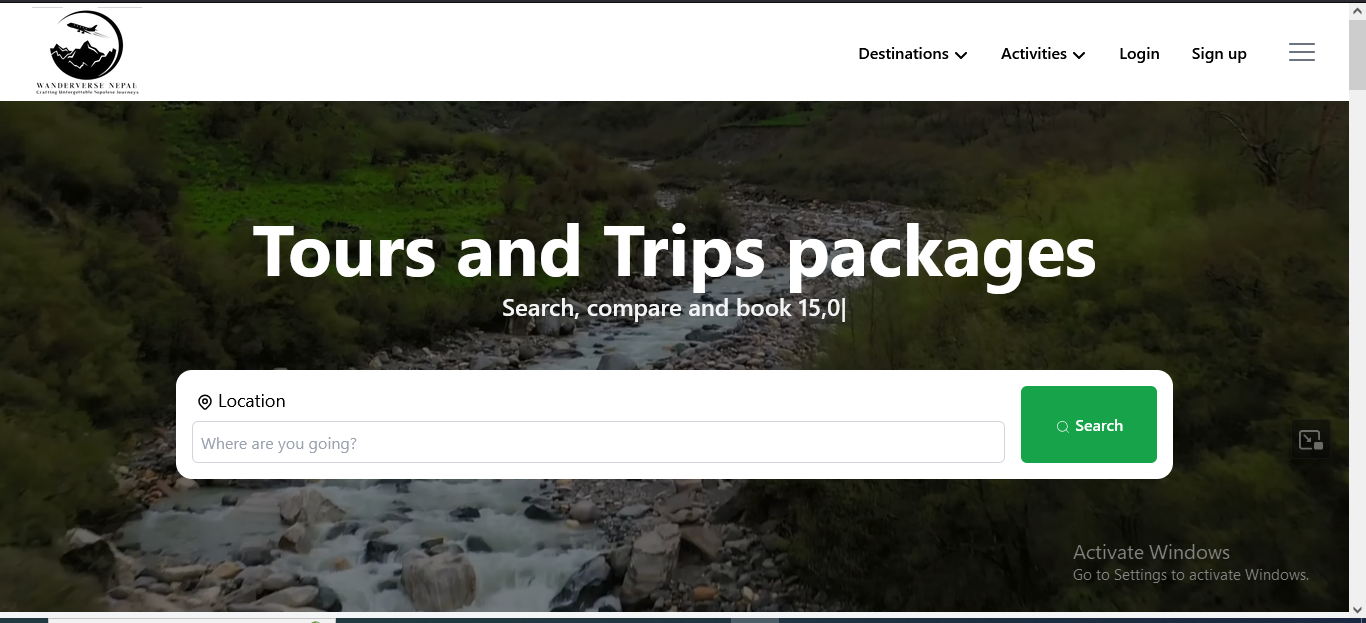 WANDERVERSE NEPAL
Crafting Unforgettable Nepalese Journeys
Destinations
Activities
Login
Sign up
Tours and Trips packages
Search, compare and book 15,0|
Location
Where are you going?
Search
Activate Windows
Go to Settings to activate Windows.